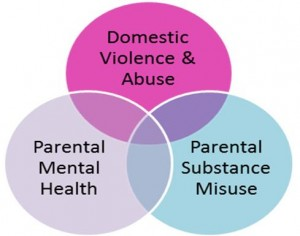 Domestic
Violence &
Abuse
Parental
Mental
Health
Parental
Substance
Misuse